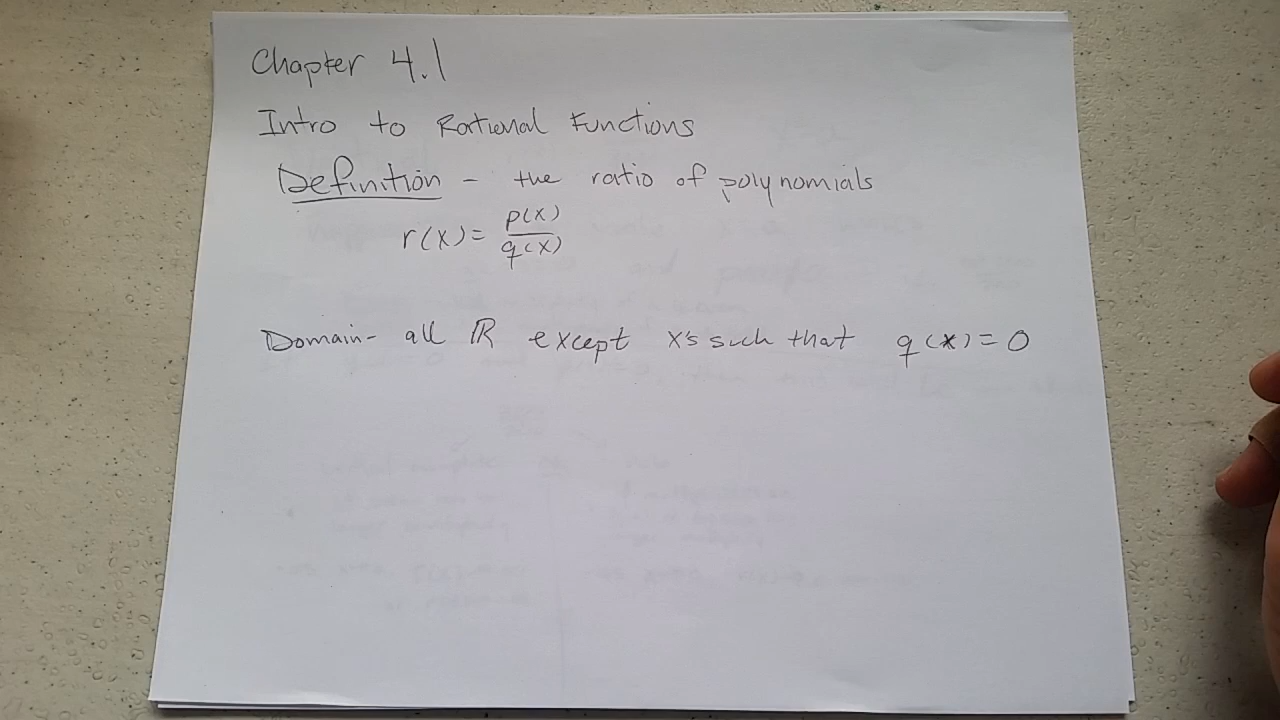 Chapter 4.1
Intro to Rational Functions
Definition - the ratio of polynomials
r(x) = p(x)/q(x)
Domain - all ℝ except x's such that q(x) = 0